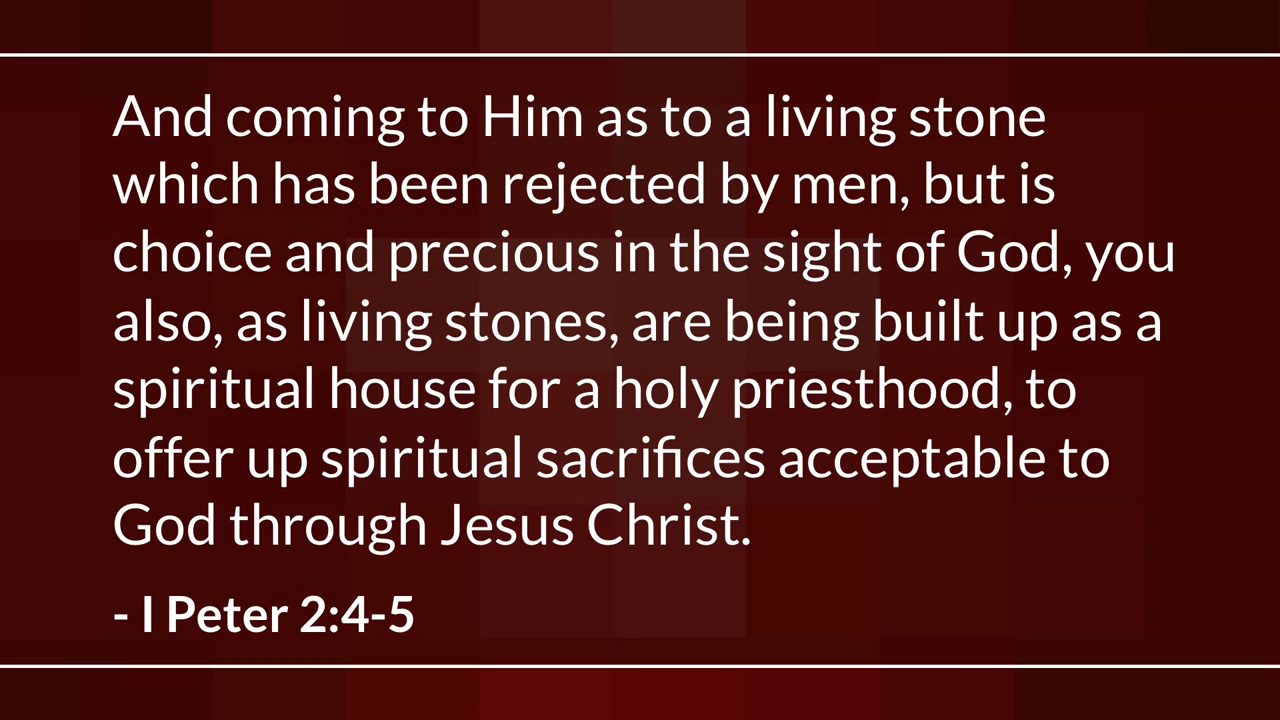 And coming to Him as to a living stone
which has been rejected by men, but is
choice and precious in the sight of God, you
also, as living stones, are being built up as a
spiritual house for a holy priesthood, to
offer up spiritual sacrifices acceptable to
God through Jesus Christ.
- I Peter 2:4-5